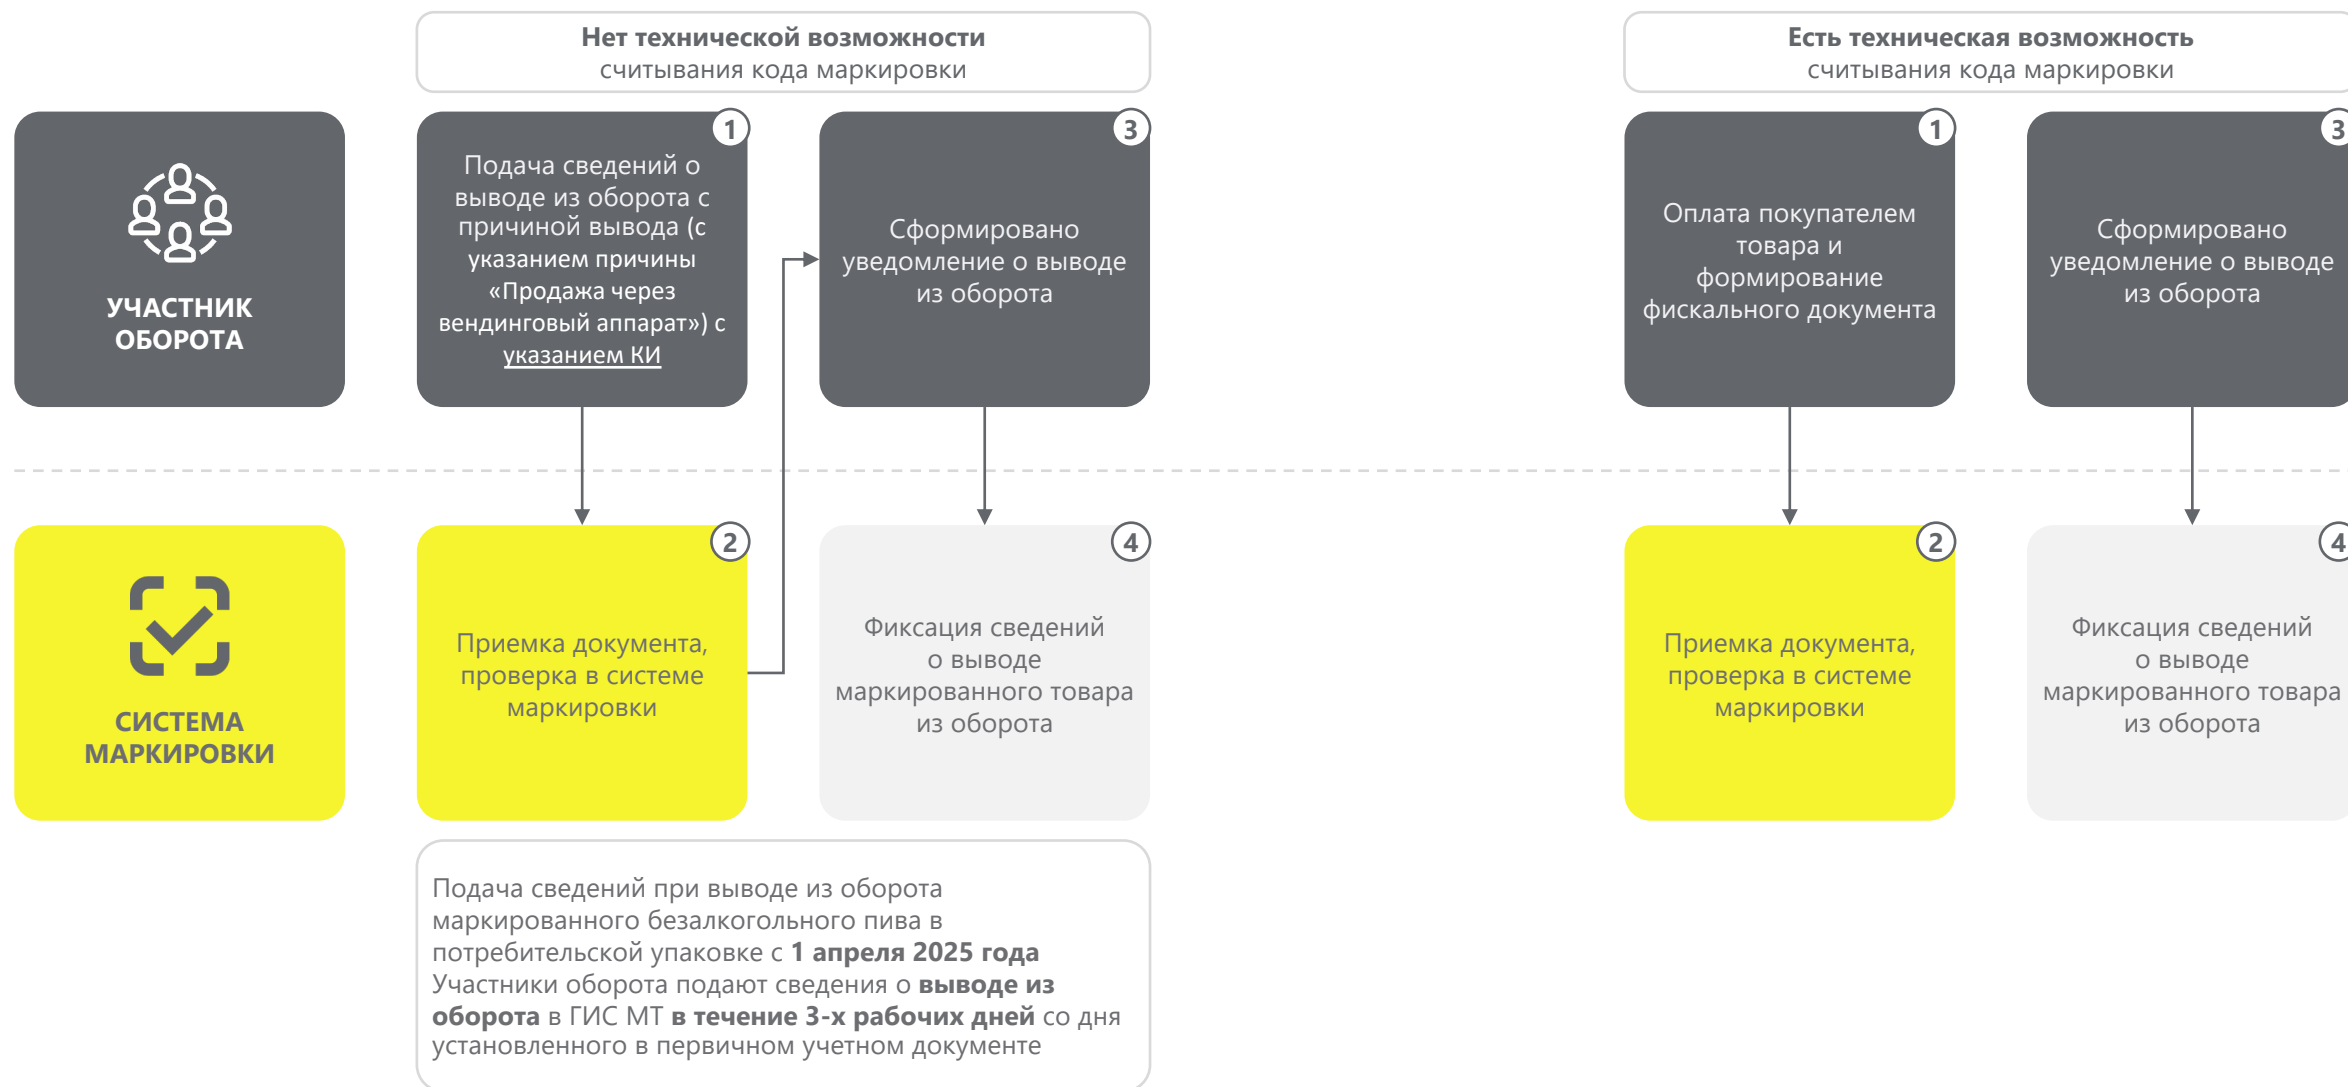 Нет технической возможности
считывания кода маркировки
Есть техническая возможность
считывания кода маркировки
УЧАСТНИК
ОБОРОТА
1
Подача сведений о
выводе из оборота с
причиной вывода (с
указанием причины
«Продажа через
вендинговый аппарат») с
указанием КИ
3
Сформировано
уведомление о выводе
из оборота
1
Оплата покупателем
товара и
формирование
фискального документа
3
Сформировано
уведомление о выводе
из оборота
СИСТЕМА
МАРКИРОВКИ
2
Приемка документа,
проверка в системе
маркировки
4
Фиксация сведений
о выводе
маркированного товара
из оборота
2
Приемка документа,
проверка в системе
маркировки
4
Фиксация сведений
о выводе
маркированного товара
из оборота
Подача сведений при выводе из оборота
маркированного безалкогольного пива в
потребительской упаковке с 1 апреля 2025 года
Участники оборота подают сведения о выводе из
оборота в ГИС МТ в течение 3-х рабочих дней со дня
установленного в первичном учетном документе